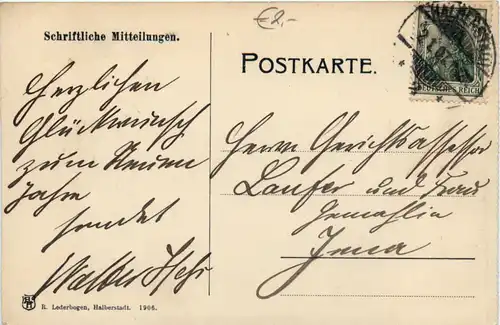 €2,-
Schriftliche Mitteilungen.
POSTKARTE.
DEUTSCHES REICH
Herzlichen
Glückwunsch
zum Neuen
Jahre
sendet
Walter
Herrn Gerichtsassessor
Laufer und Frau
Gemahlin
Jena
R. Lederbogen, Halberstadt. 1906.